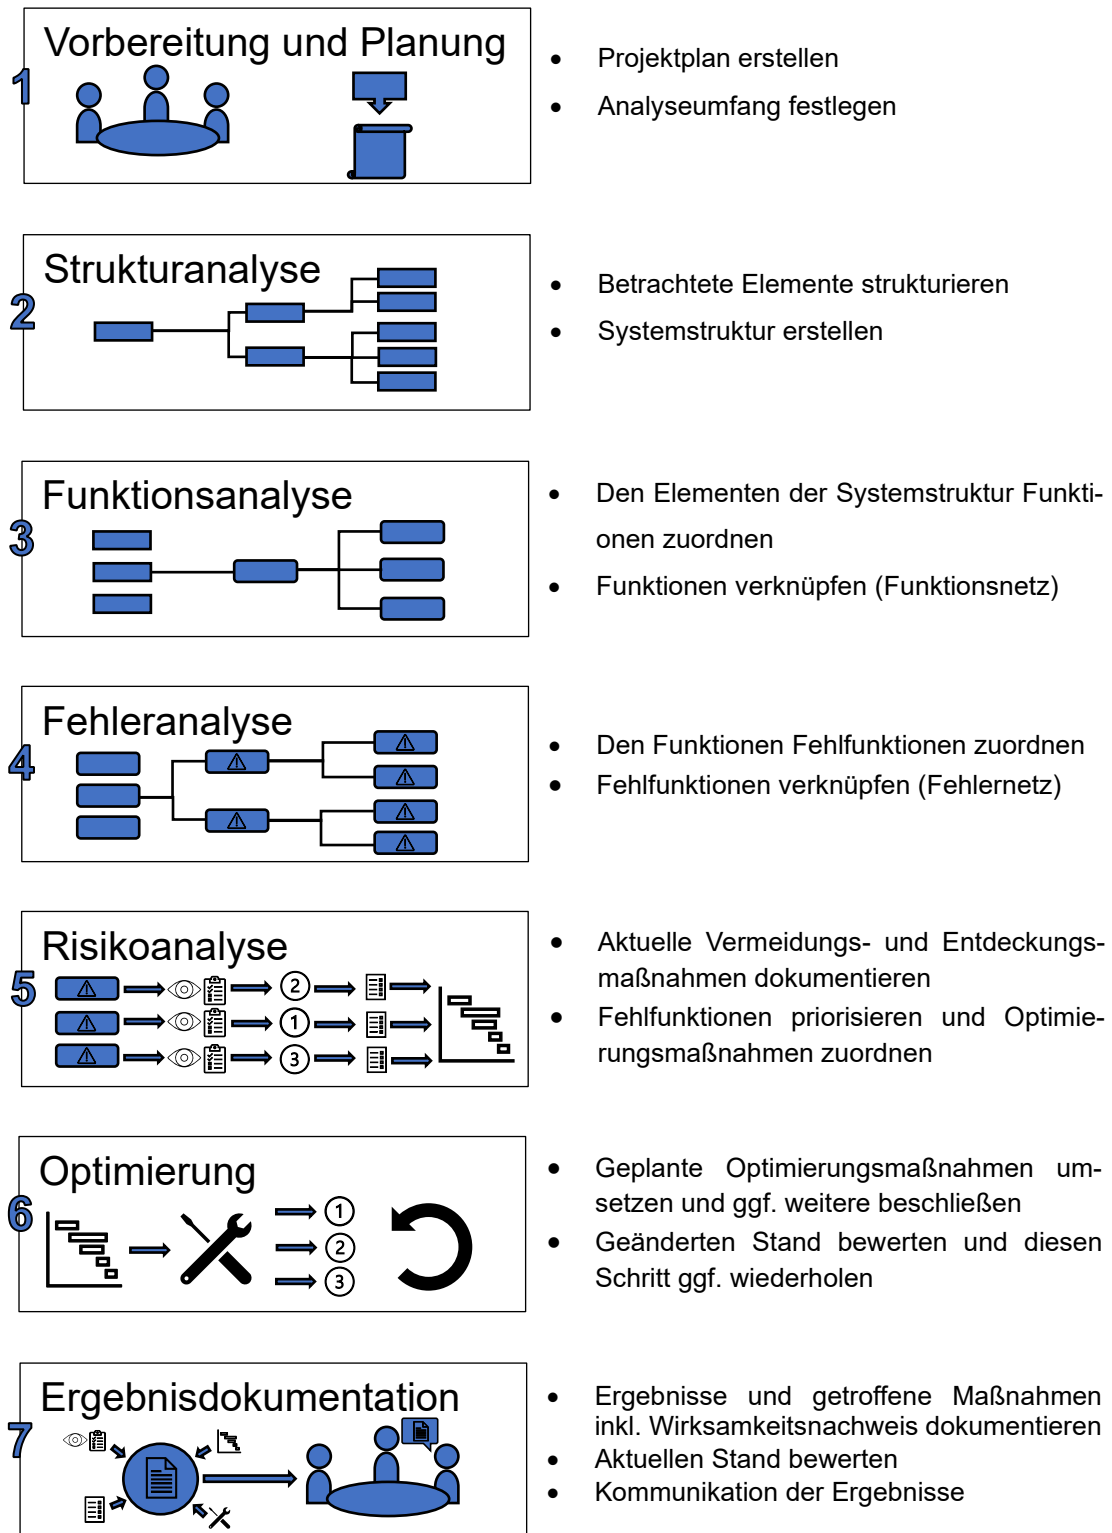 Vorbereitung und Planung
1
• Projektplan erstellen
• Analyseumfang festlegen
Strukturanalyse
2
• Betrachtete Elemente strukturieren
• Systemstruktur erstellen
Funktionsanalyse
3
• Den Elementen der Systemstruktur Funkti-
onen zuordnen
• Funktionen verknüpfen (Funktionsnetz)
Fehleranalyse
4
• Den Funktionen Fehlfunktionen zuordnen
• Fehlfunktionen verknüpfen (Fehlernetz)
Risikoanalyse
5
2
1
3
• Aktuelle Vermeidungs- und Entdeckungs-
maßnahmen dokumentieren
• Fehlfunktionen priorisieren und Optimie-
rungsmaßnahmen zuordnen
Optimierung
6
1
2
3
• Geplante Optimierungsmaßnahmen um-
setzen und ggf. weitere beschließen
• Geänderten Stand bewerten und diesen
Schritt ggf. wiederholen
Ergebnisdokumentation
7
• Ergebnisse und getroffene Maßnahmen
inkl. Wirksamkeitsnachweis dokumentieren
• Aktuellen Stand bewerten
• Kommunikation der Ergebnisse